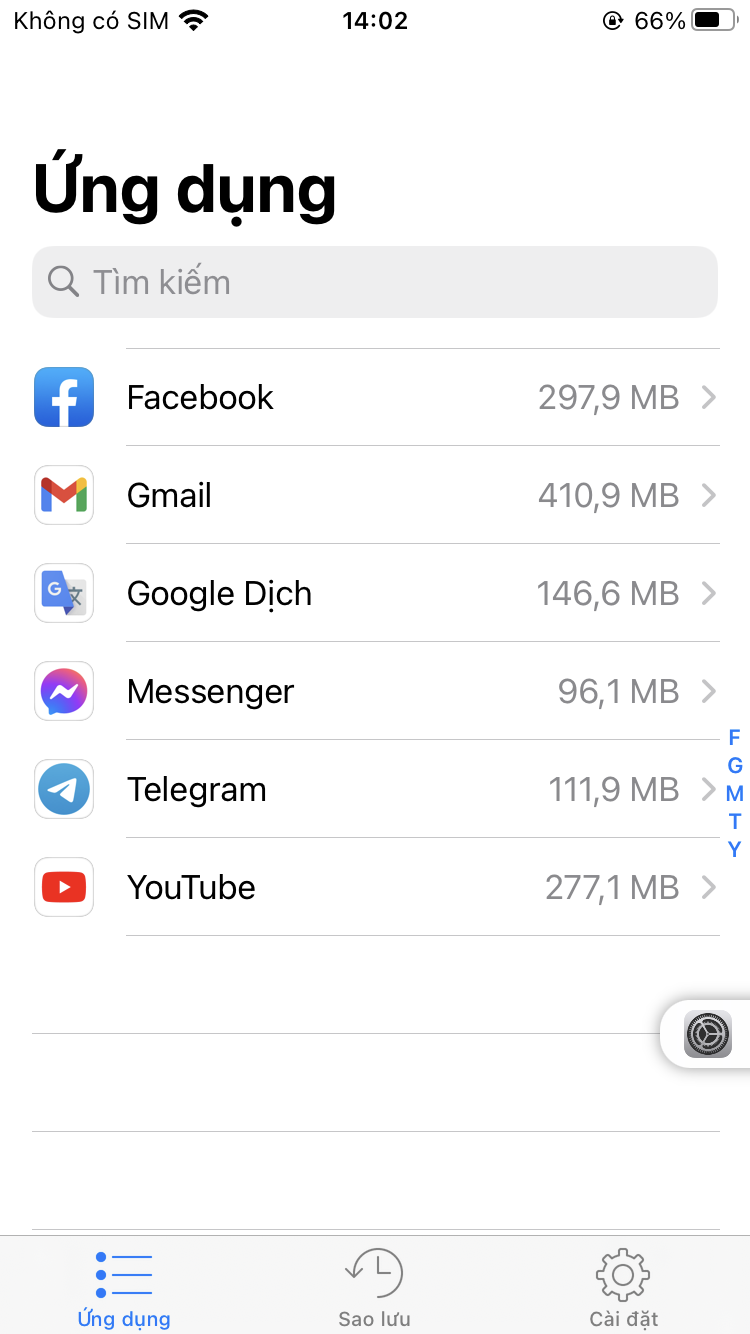 Không có SIM 14:02 66%
Ứng dụng
Tìm kiếm
Facebook 297,9 MB
Gmail 410,9 MB
Google Dịch 146,6 MB
Messenger 96,1 MB
Telegram 111,9 MB
YouTube 277,1 MB
F
G
M
T
Y
Ứng dụng Sao lưu Cài đặt